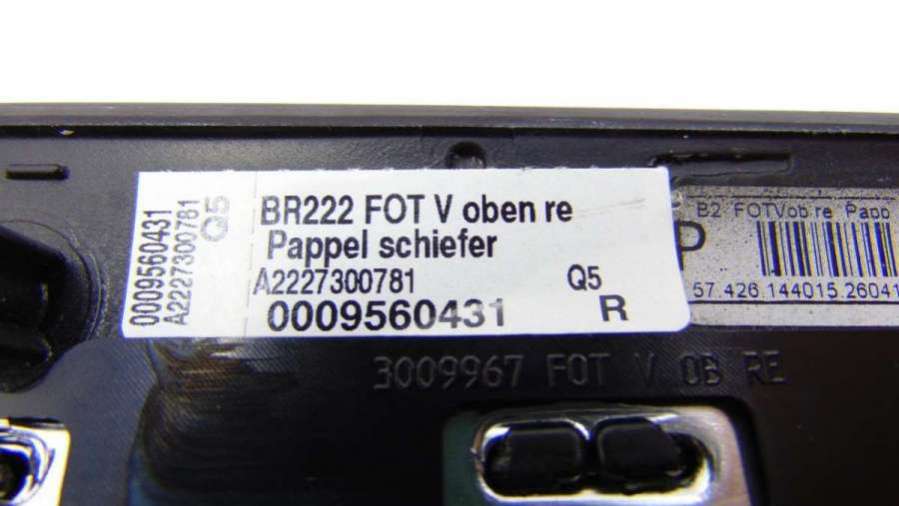 0009560431
A2227300781
Q5
BR222 FOT V oben re
Pappel schiefer
A2227300781 Q5
0009560431 R
B2 FOTVob re Papp
P
57.426.144015.26041
3009967 FOT V OB RE